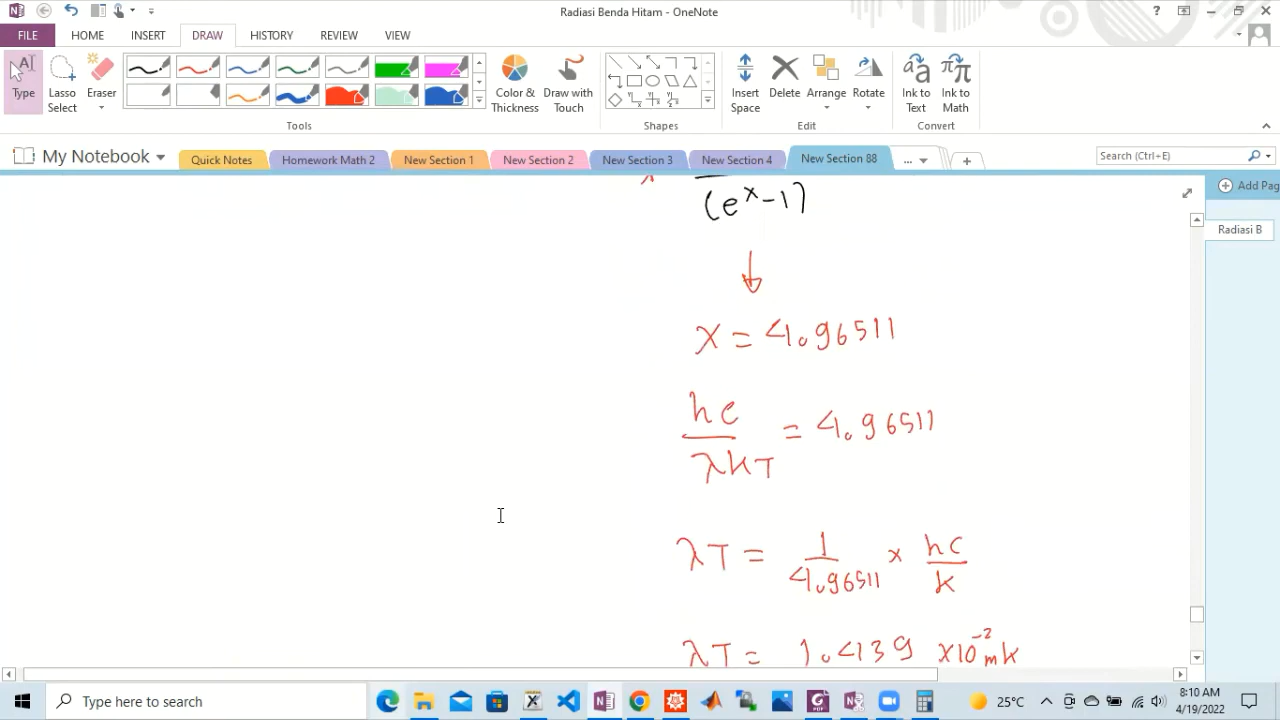 Radiasi Benda Hitam - OneNote
FILE HOME INSERT DRAW HISTORY REVIEW VIEW
Type Lasso Select Eraser Color & Thickness Draw with Touch Insert Space Delete Arrange Rotate Ink to Text Ink to Math
Tools Shapes Edit Convert
My Notebook Quick Notes Homework Math 2 New Section 1 New Section 2 New Section 3 New Section 4 New Section 88 ... + Search (Ctrl+E)
Add Pag
Radiasi B
(e^x-1)
↓
x = 4.96511
hc/λkT = 4.96511
λT = 1/4.96511 × hc/k
λT = 1.4139 ×10^-2 mK
Type here to search 25°C 8:10 AM
4/19/2022